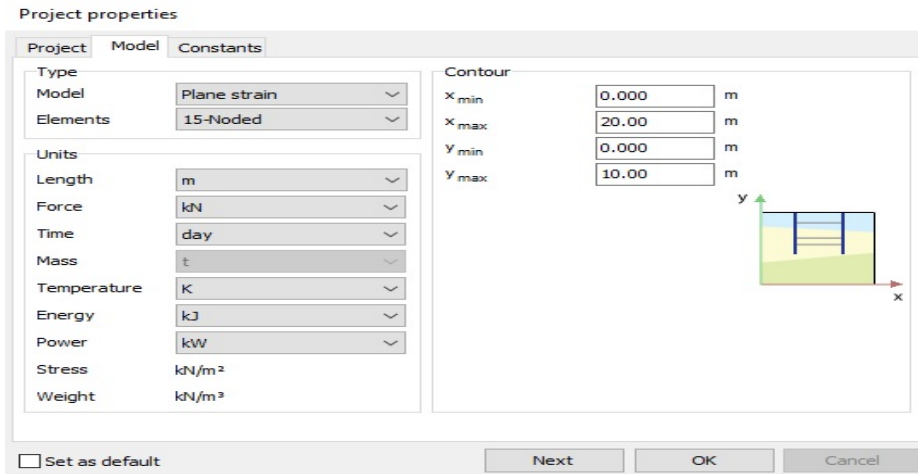 Project properties
Project Model Constants
Type
Model Plane strain
Elements 15-Noded
Units
Length m
Force kN
Time day
Mass t
Temperature K
Energy kJ
Power kW
Stress kN/m²
Weight kN/m³
Contour
x min 0.000 m
x max 20.00 m
y min 0.000 m
y max 10.00 m
y
x
Set as default
Next OK Cancel